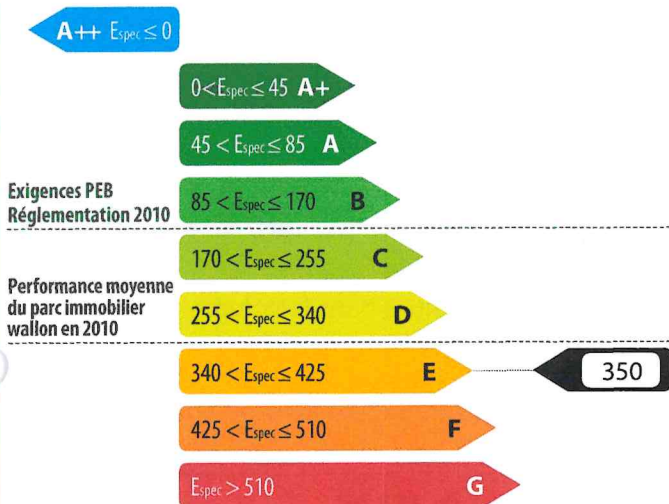 A++ Espec ≤ 0
0 < Espec ≤ 45 A+
45 < Espec ≤ 85 A
Exigences PEB
Réglementation 2010
85 < Espec ≤ 170 B
170 < Espec ≤ 255 C
Performance moyenne
du parc immobilier
wallon en 2010
255 < Espec ≤ 340 D
340 < Espec ≤ 425 E
350
425 < Espec ≤ 510 F
Espec > 510 G